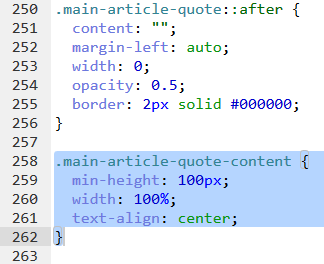 250 .main-article-quote::after {
251   content: "";
252   margin-left: auto;
253   width: 0;
254   opacity: 0.5;
255   border: 2px solid #000000;
256 }
257
258 .main-article-quote-content {
259   min-height: 100px;
260   width: 100%;
261   text-align: center;
262 }
263